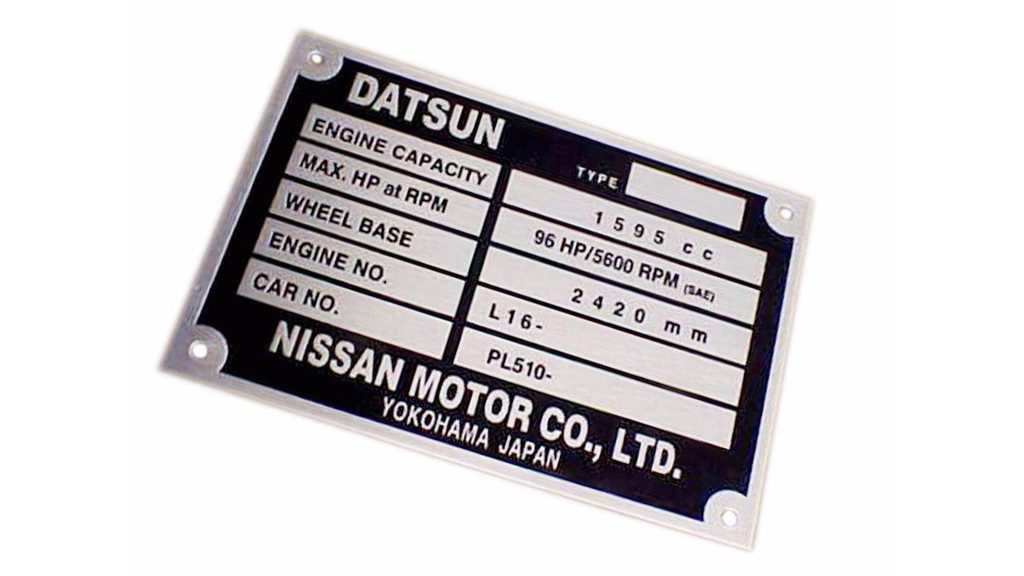 DATSUN
TYPE
ENGINE CAPACITY 1595 cc
MAX. HP at RPM 96 HP/5600 RPM (SAE)
WHEEL BASE 2420 mm
ENGINE NO. L16-
CAR NO. PL510-
NISSAN MOTOR CO., LTD.
YOKOHAMA JAPAN